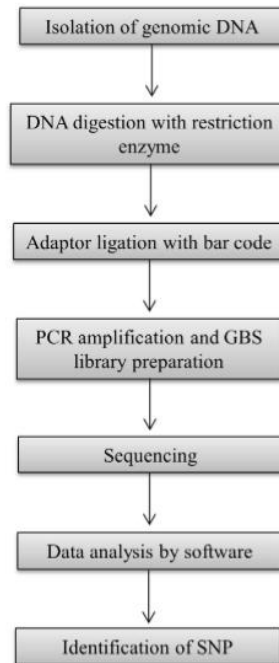 Isolation of genomic DNA
DNA digestion with restriction
enzyme
Adaptor ligation with bar code
PCR amplification and GBS
library preparation
Sequencing
Data analysis by software
Identification of SNP